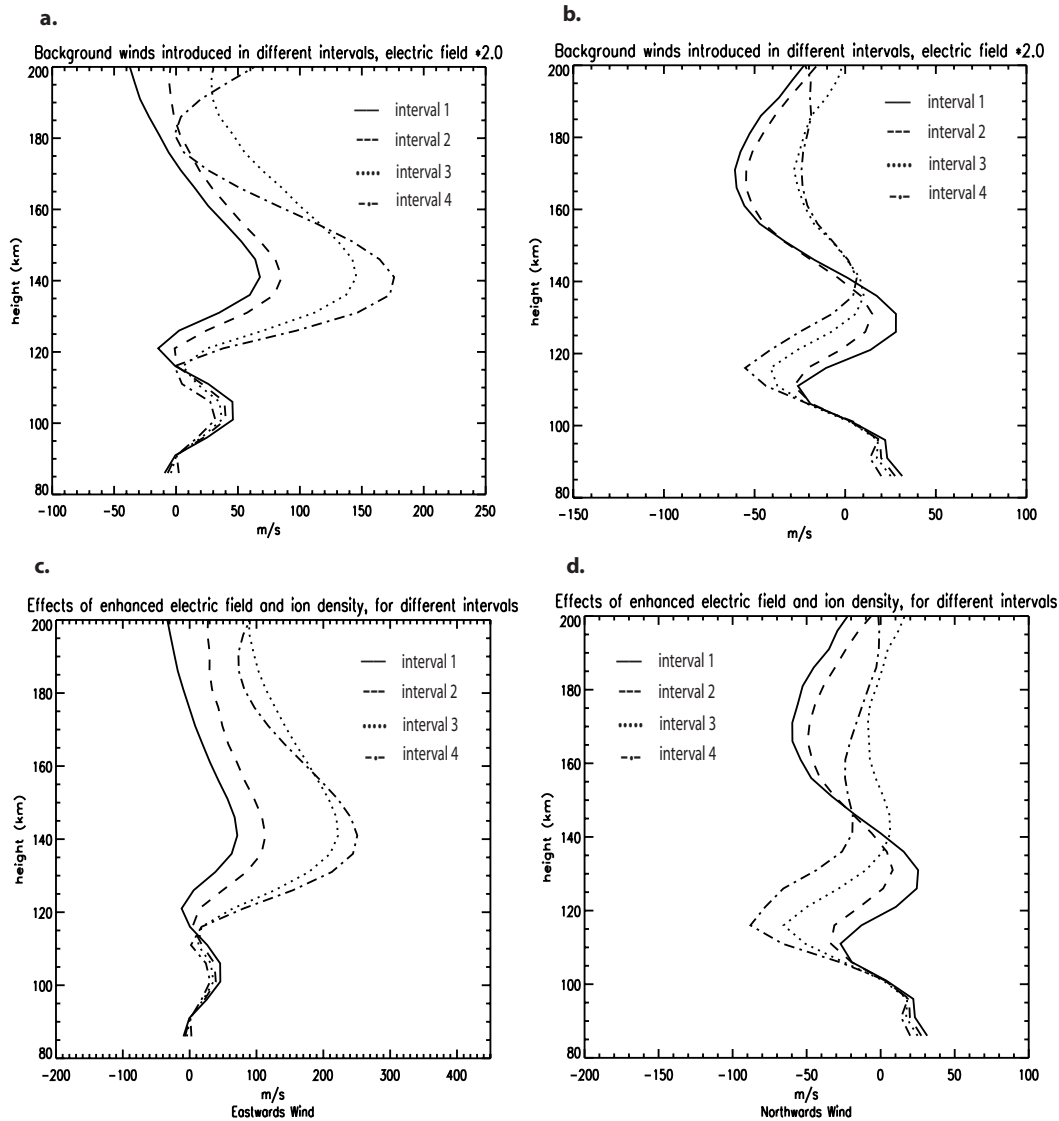 a.
Background winds introduced in different intervals, electric field *2.0
200
180
160
140
120
100
80
height (km)
interval 1
interval 2
interval 3
interval 4
-100
-50
0
50
100
150
200
250
m/s
b.
Background winds introduced in different intervals, electric field *2.0
200
180
160
140
120
100
80
height (km)
interval 1
interval 2
interval 3
interval 4
-150
-100
-50
0
50
100
m/s
c.
Effects of enhanced electric field and ion density, for different intervals
200
180
160
140
120
100
80
height (km)
interval 1
interval 2
interval 3
interval 4
-200
-100
0
100
200
300
400
m/s
Eastwards Wind
d.
Effects of enhanced electric field and ion density, for different intervals
200
180
160
140
120
100
80
height (km)
interval 1
interval 2
interval 3
interval 4
-200
-150
-100
-50
0
50
100
m/s
Northwards Wind